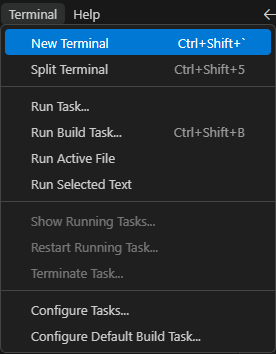 Terminal Help
New Terminal Ctrl+Shift+`
Split Terminal Ctrl+Shift+5
Run Task...
Run Build Task... Ctrl+Shift+B
Run Active File
Run Selected Text
Show Running Tasks...
Restart Running Task...
Terminate Task...
Configure Tasks...
Configure Default Build Task...